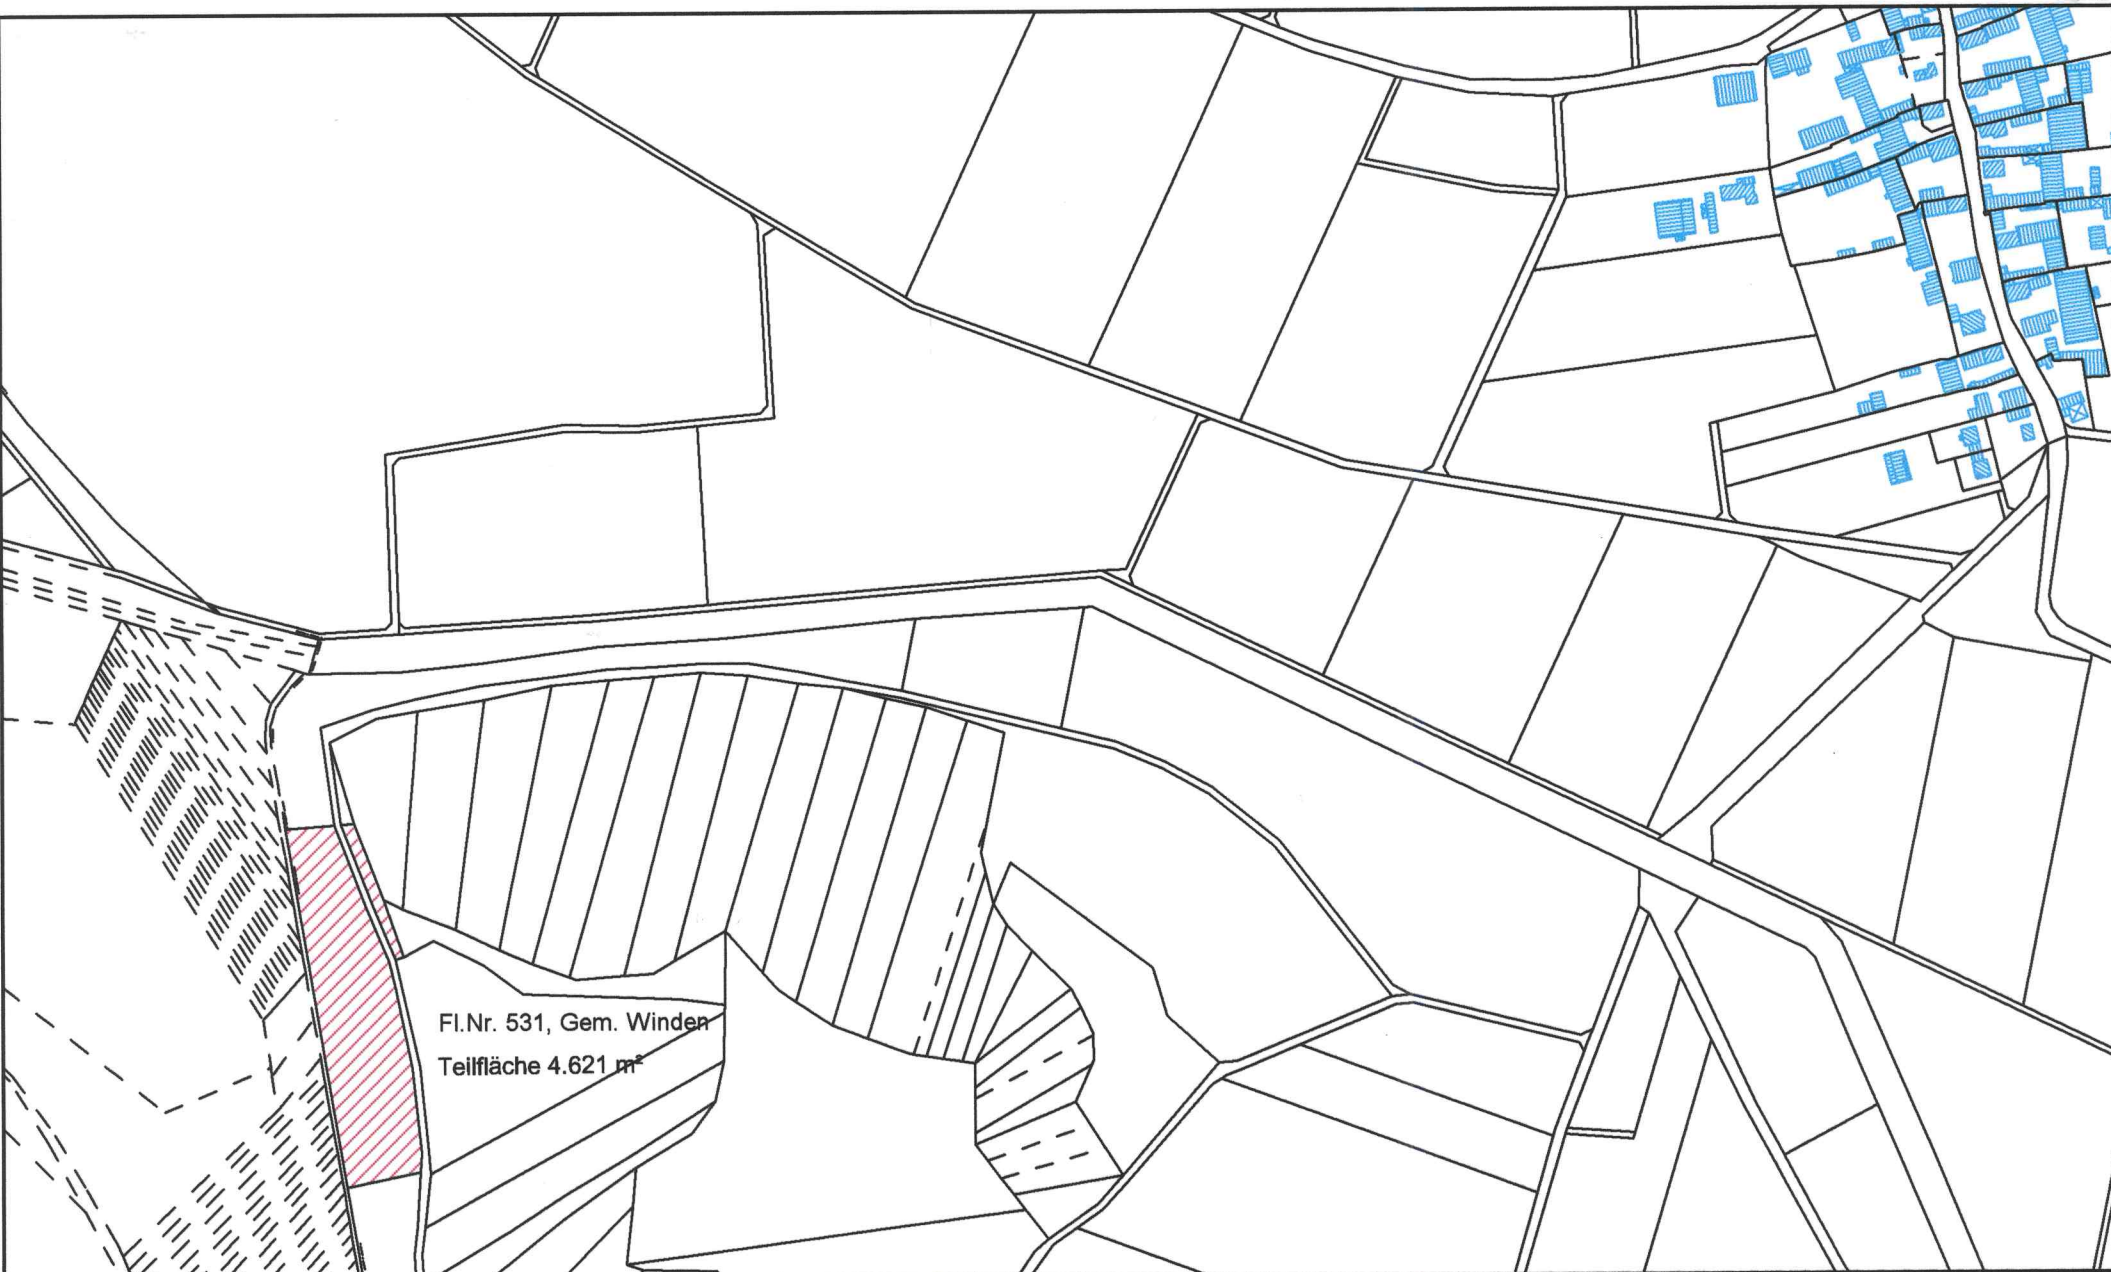 Fl.Nr. 531, Gem. Winden
Teilfläche 4.621 m²